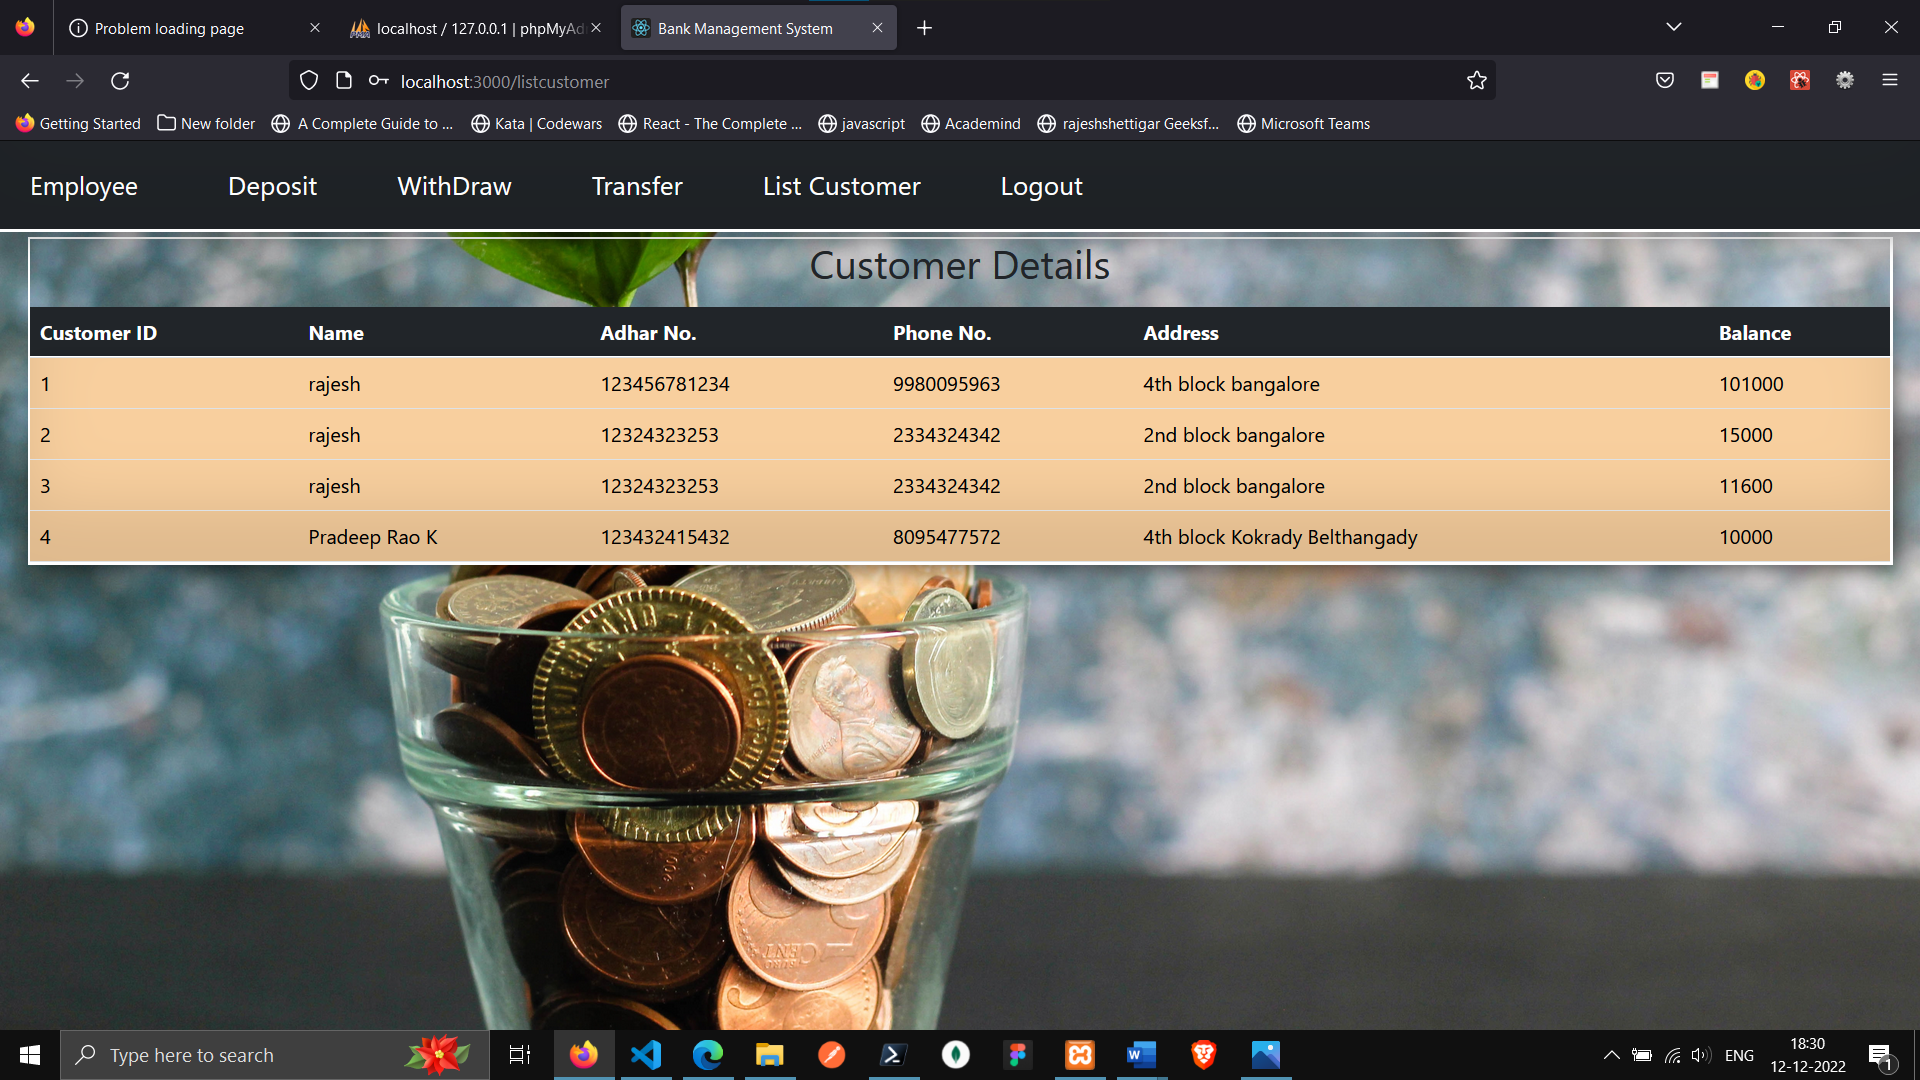 Problem loading page
localhost / 127.0.0.1 | phpMyAd
Bank Management System
localhost:3000/listcustomer
Getting Started New folder A Complete Guide to ... Kata | Codewars React - The Complete ... javascript Academind rajeshshettigar Geeksf... Microsoft Teams
Employee Deposit WithDraw Transfer List Customer Logout
Customer Details
Customer ID Name Adhar No. Phone No. Address Balance
1 rajesh 123456781234 9980095963 4th block bangalore 101000
2 rajesh 12324323253 2334324342 2nd block bangalore 15000
3 rajesh 12324323253 2334324342 2nd block bangalore 11600
4 Pradeep Rao K 123432415432 8095477572 4th block Kokrady Belthangady 10000
Type here to search
ENG
18:30
12-12-2022
1